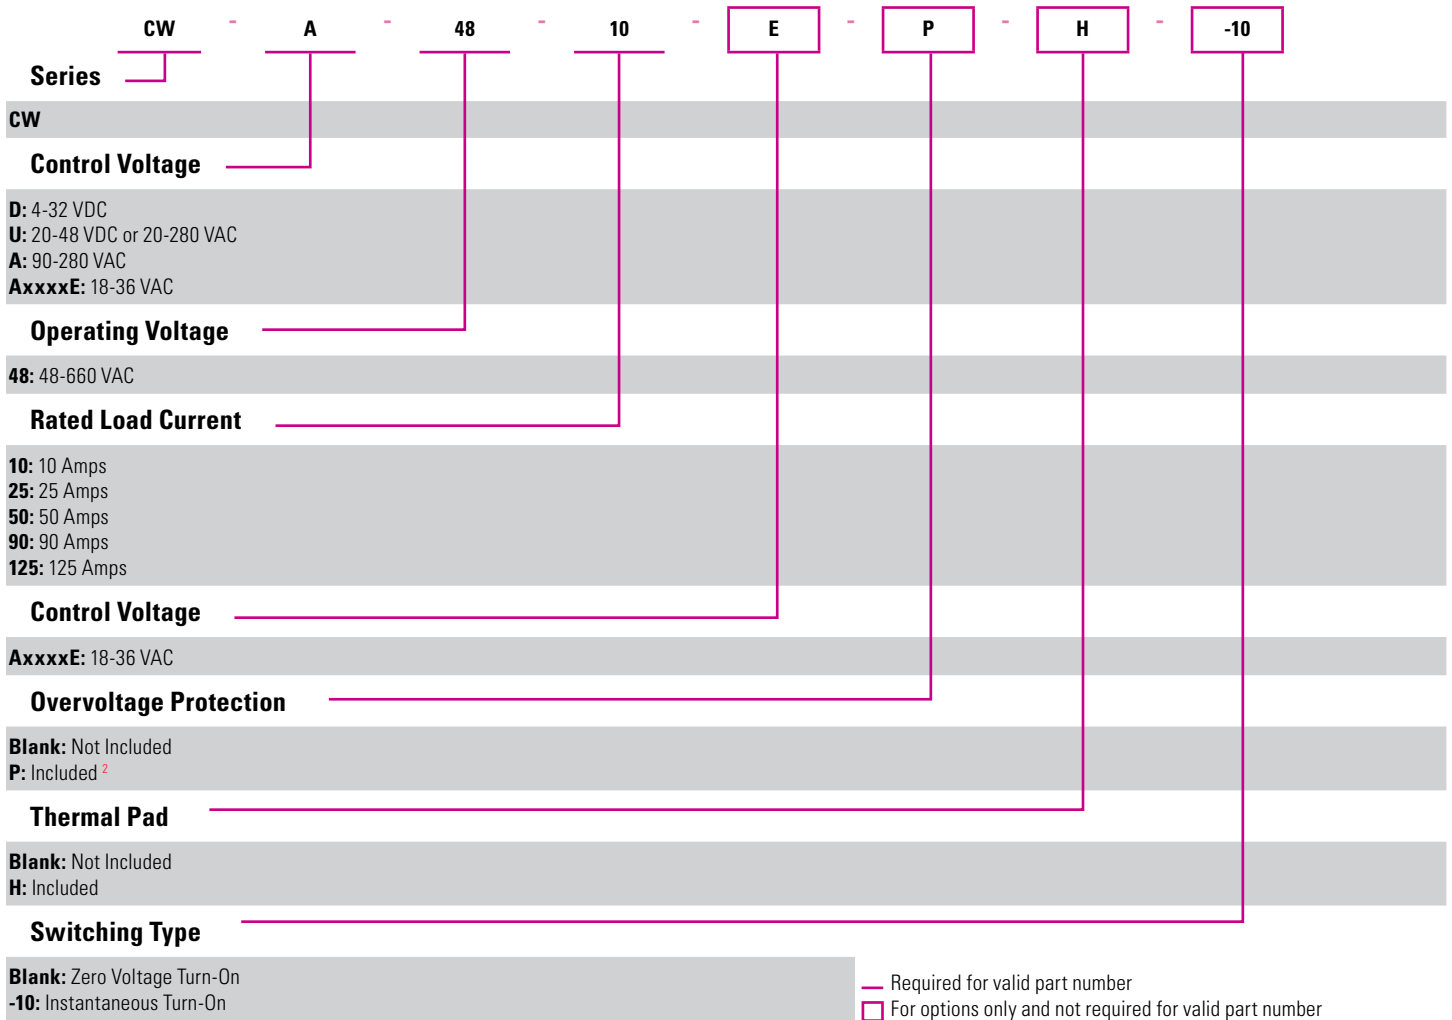 CW - A - 48 - 10 - E - P - H - -10
Series
CW
Control Voltage
D: 4-32 VDC
U: 20-48 VDC or 20-280 VAC
A: 90-280 VAC
AxxxxE: 18-36 VAC
Operating Voltage
48: 48-660 VAC
Rated Load Current
10: 10 Amps
25: 25 Amps
50: 50 Amps
90: 90 Amps
125: 125 Amps
Control Voltage
AxxxxE: 18-36 VAC
Overvoltage Protection
Blank: Not Included
P: Included 2
Thermal Pad
Blank: Not Included
H: Included
Switching Type
Blank: Zero Voltage Turn-On
-10: Instantaneous Turn-On
Required for valid part number
For options only and not required for valid part number